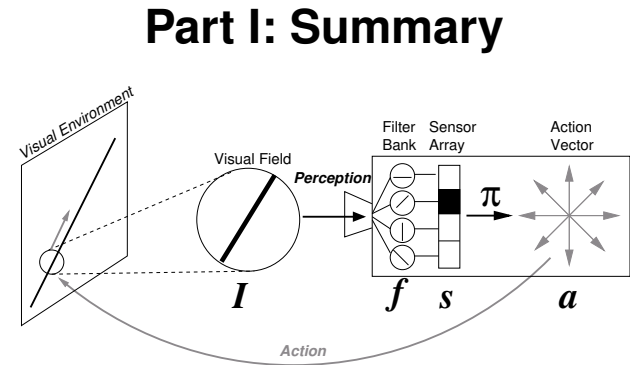 Part I: Summary
Visual Environment
Visual Field
Perception
Filter
Bank
Sensor
Array
Action
Vector
π
I
f
s
a
Action